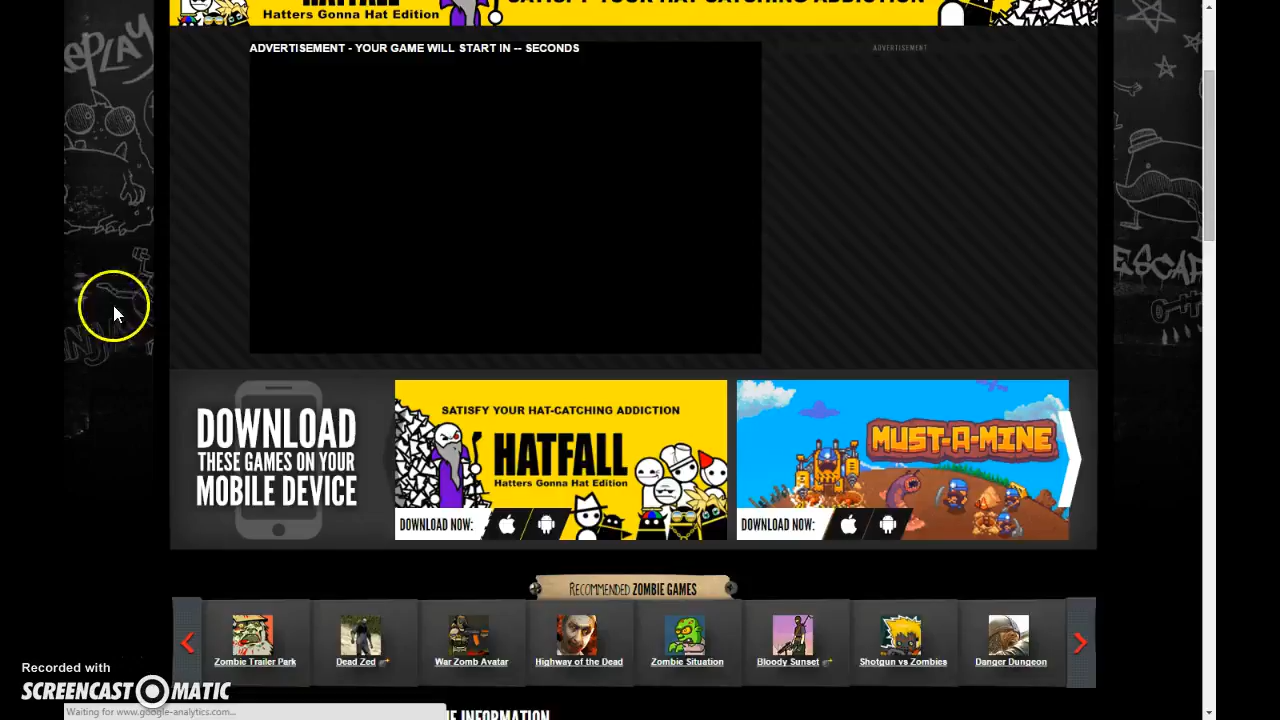 Hatters Gonna Hat Edition
SATISFY YOUR HAT-CATCHING ADDICTION
ADVERTISEMENT - YOUR GAME WILL START IN -- SECONDS
ADVERTISEMENT
ESCAP
DOWNLOAD
THESE GAMES ON YOUR
MOBILE DEVICE
SATISFY YOUR HAT-CATCHING ADDICTION
HATFALL
Hatters Gonna Hat Edition
DOWNLOAD NOW:
MUST-A-MINE
DOWNLOAD NOW:
RECOMMENDED ZOMBIE GAMES
Zombie Trailer Park
Dead Zed
War Zomb Avatar
Highway of the Dead
Zombie Situation
Bloody Sunset
Shotgun vs Zombies
Danger Dungeon
Recorded with
SCREENCAST MATIC
Waiting for www.google-analytics.com...
INFORMATION